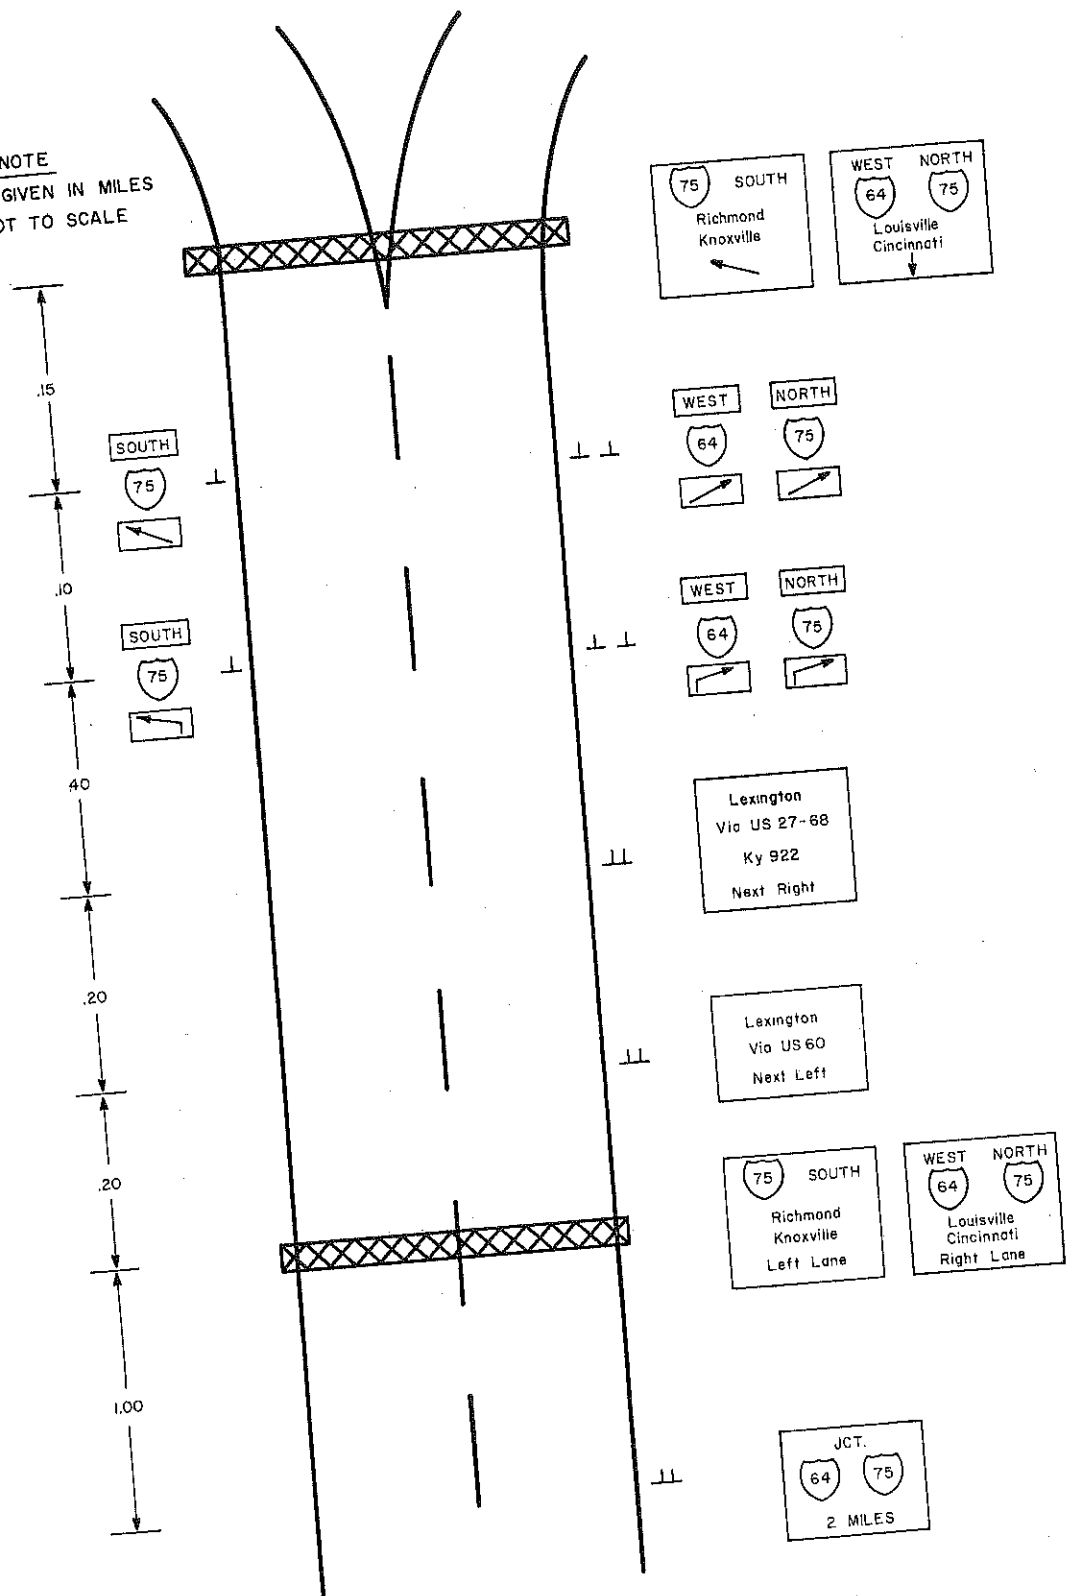 NOTE
GIVEN IN MILES
TO SCALE
75 SOUTH
Richmond
Knoxville
WEST NORTH
64 75
Louisville
Cincinnati
.15
SOUTH
75
WEST NORTH
64 75
.10
SOUTH
75
WEST NORTH
64 75
.40
Lexington
Via US 27-68
Ky 922
Next Right
.20
Lexington
Via US 60
Next Left
.20
75 SOUTH
Richmond
Knoxville
Left Lane
WEST NORTH
64 75
Louisville
Cincinnati
Right Lane
1.00
JCT.
64 75
2 MILES